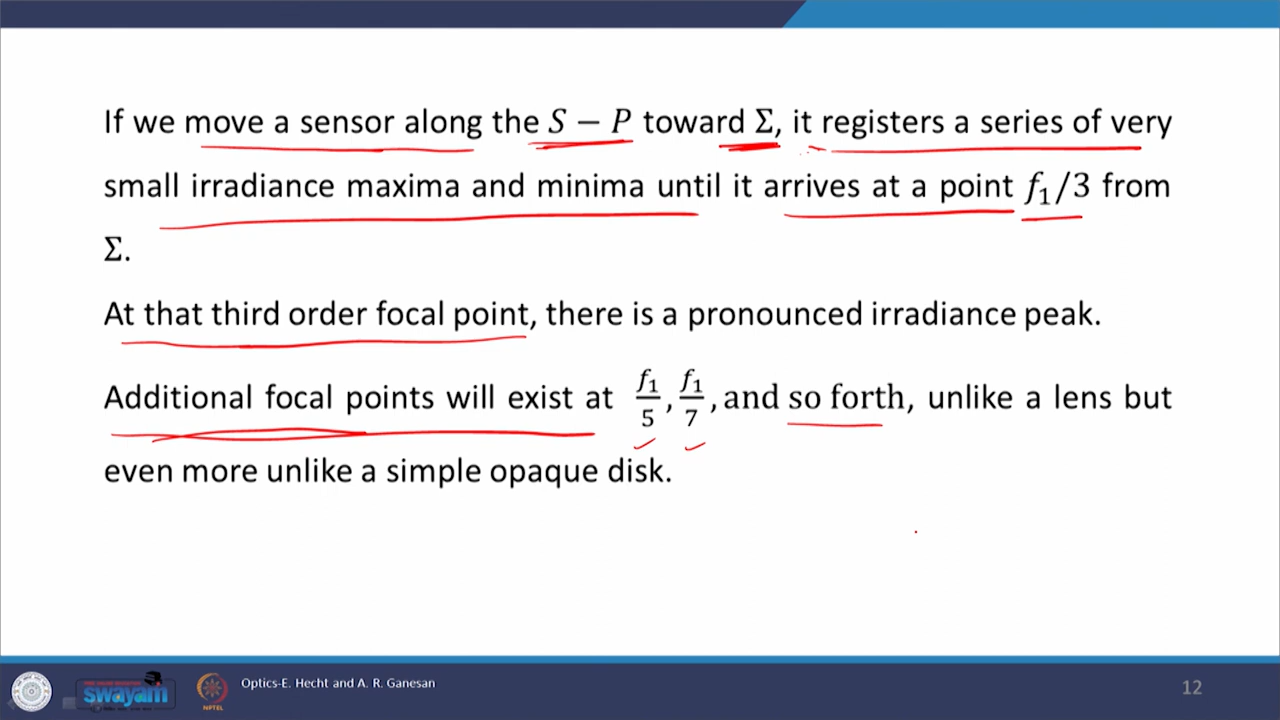 If we move a sensor along the S − P toward Σ, it registers a series of very
small irradiance maxima and minima until it arrives at a point f₁/3 from
Σ.
At that third order focal point, there is a pronounced irradiance peak.
Additional focal points will exist at f₁/5, f₁/7, and so forth, unlike a lens but
even more unlike a simple opaque disk.
swayam
NPTEL
Optics-E. Hecht and A. R. Ganesan
12